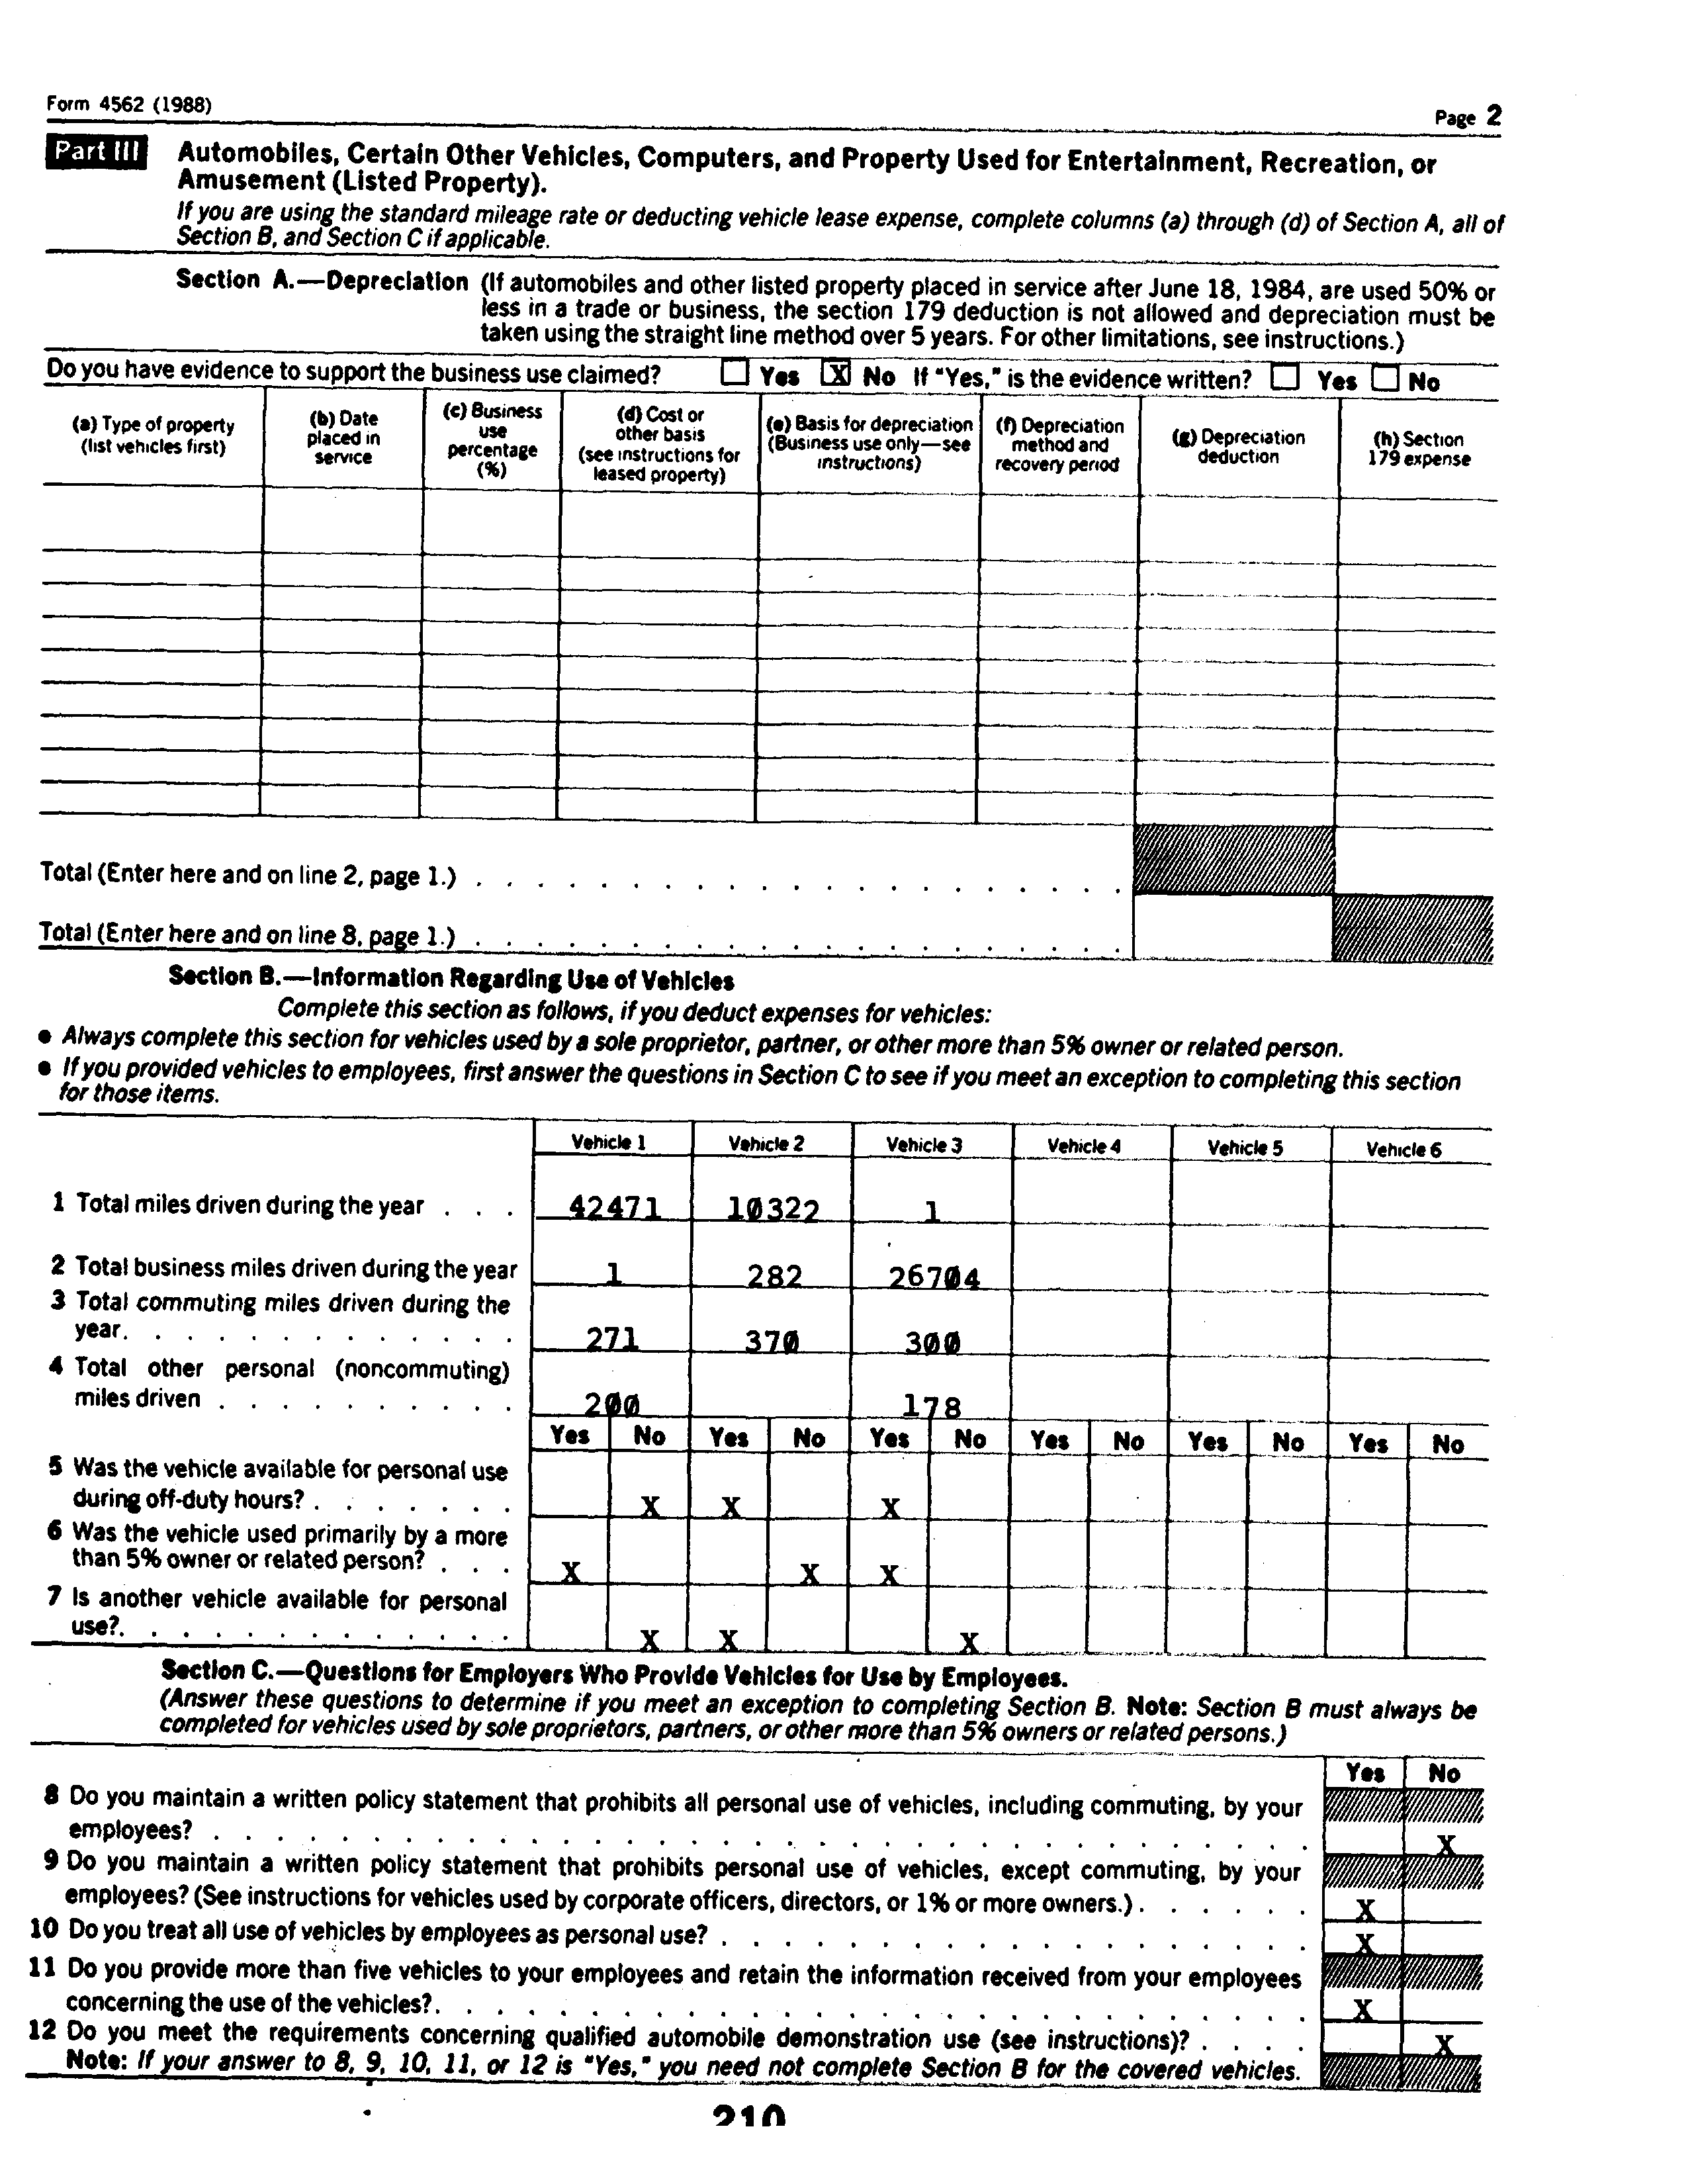 Form 4562 (1988)
Page 2
Part III Automobiles, Certain Other Vehicles, Computers, and Property Used for Entertainment, Recreation, or
Amusement (Listed Property).
If you are using the standard mileage rate or deducting vehicle lease expense, complete columns (a) through (d) of Section A, all of
Section B, and Section C if applicable.
Section A.—Depreciation (If automobiles and other listed property placed in service after June 18, 1984, are used 50% or
less in a trade or business, the section 179 deduction is not allowed and depreciation must be
taken using the straight line method over 5 years. For other limitations, see instructions.)
Do you have evidence to support the business use claimed? Yes X No If "Yes," is the evidence written? Yes No
(a) Type of property
(list vehicles first)
(b) Date
placed in
service
(c) Business
use
percentage
(%)
(d) Cost or
other basis
(see instructions for
leased property)
(e) Basis for depreciation
(Business use only—see
instructions)
(f) Depreciation
method and
recovery period
(g) Depreciation
deduction
(h) Section
179 expense
Total (Enter here and on line 2, page 1.) . . . . . . . . . . . . . . . . . . . . .
Total (Enter here and on line 8, page 1.) . . . . . . . . . . . . . . . . . . . . .
Section B.—Information Regarding Use of Vehicles
Complete this section as follows, if you deduct expenses for vehicles:
● Always complete this section for vehicles used by a sole proprietor, partner, or other more than 5% owner or related person.
● If you provided vehicles to employees, first answer the questions in Section C to see if you meet an exception to completing this section
for those items.
Vehicle 1 Vehicle 2 Vehicle 3 Vehicle 4 Vehicle 5 Vehicle 6
1 Total miles driven during the year . . . 42471 10322 1
2 Total business miles driven during the year 1 282 26704
3 Total commuting miles driven during the
year. . . . . . . . . . . . . 271 370 300
4 Total other personal (noncommuting)
miles driven . . . . . . . . . . 200 178
Yes No Yes No Yes No Yes No Yes No Yes No
5 Was the vehicle available for personal use
during off-duty hours? . . . . . . . X X X
6 Was the vehicle used primarily by a more
than 5% owner or related person? . . . X X X
7 Is another vehicle available for personal
use?. . . . . . . . . . . . . X X X
Section C.—Questions for Employers Who Provide Vehicles for Use by Employees.
(Answer these questions to determine if you meet an exception to completing Section B. Note: Section B must always be
completed for vehicles used by sole proprietors, partners, or other more than 5% owners or related persons.)
Yes No
8 Do you maintain a written policy statement that prohibits all personal use of vehicles, including commuting, by your
employees? . . . . . . . . . . . . . . . . . . . . . . . . . . . . . . . . . . . X
9 Do you maintain a written policy statement that prohibits personal use of vehicles, except commuting, by your
employees? (See instructions for vehicles used by corporate officers, directors, or 1% or more owners.) . . . . . . X
10 Do you treat all use of vehicles by employees as personal use? . . . . . . . . . . . . . . . . . . . X
11 Do you provide more than five vehicles to your employees and retain the information received from your employees
concerning the use of the vehicles?. . . . . . . . . . . . . . . . . . . . . . . . . . . . X
12 Do you meet the requirements concerning qualified automobile demonstration use (see instructions)? . . . . X
Note: If your answer to 8, 9, 10, 11, or 12 is "Yes," you need not complete Section B for the covered vehicles.
210